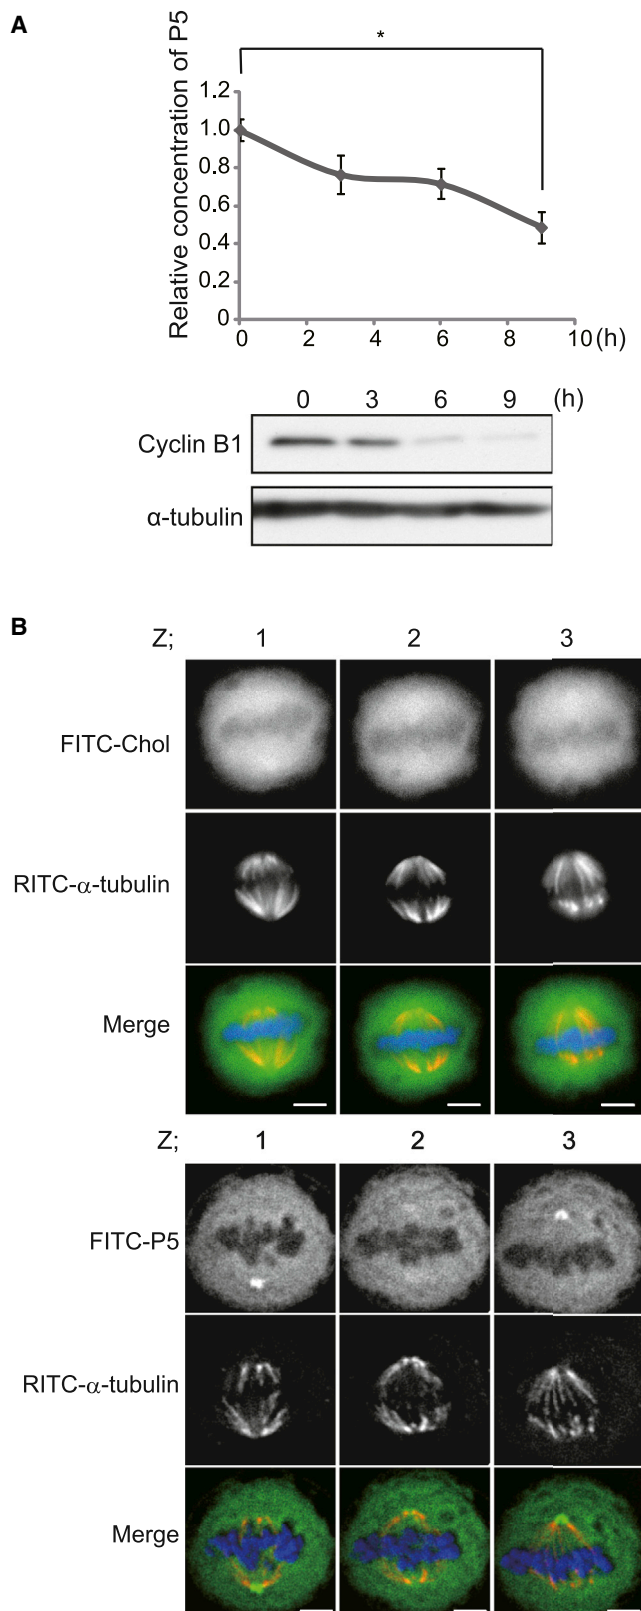 A
Relative concentration of P5
*
1.2
1.0
0.8
0.6
0.4
0.2
0
0 2 4 6 8 10 (h)
0 3 6 9 (h)
Cyclin B1
α-tubulin
B
Z; 1 2 3
FITC-Chol
RITC-α-tubulin
Merge
Z; 1 2 3
FITC-P5
RITC-α-tubulin
Merge